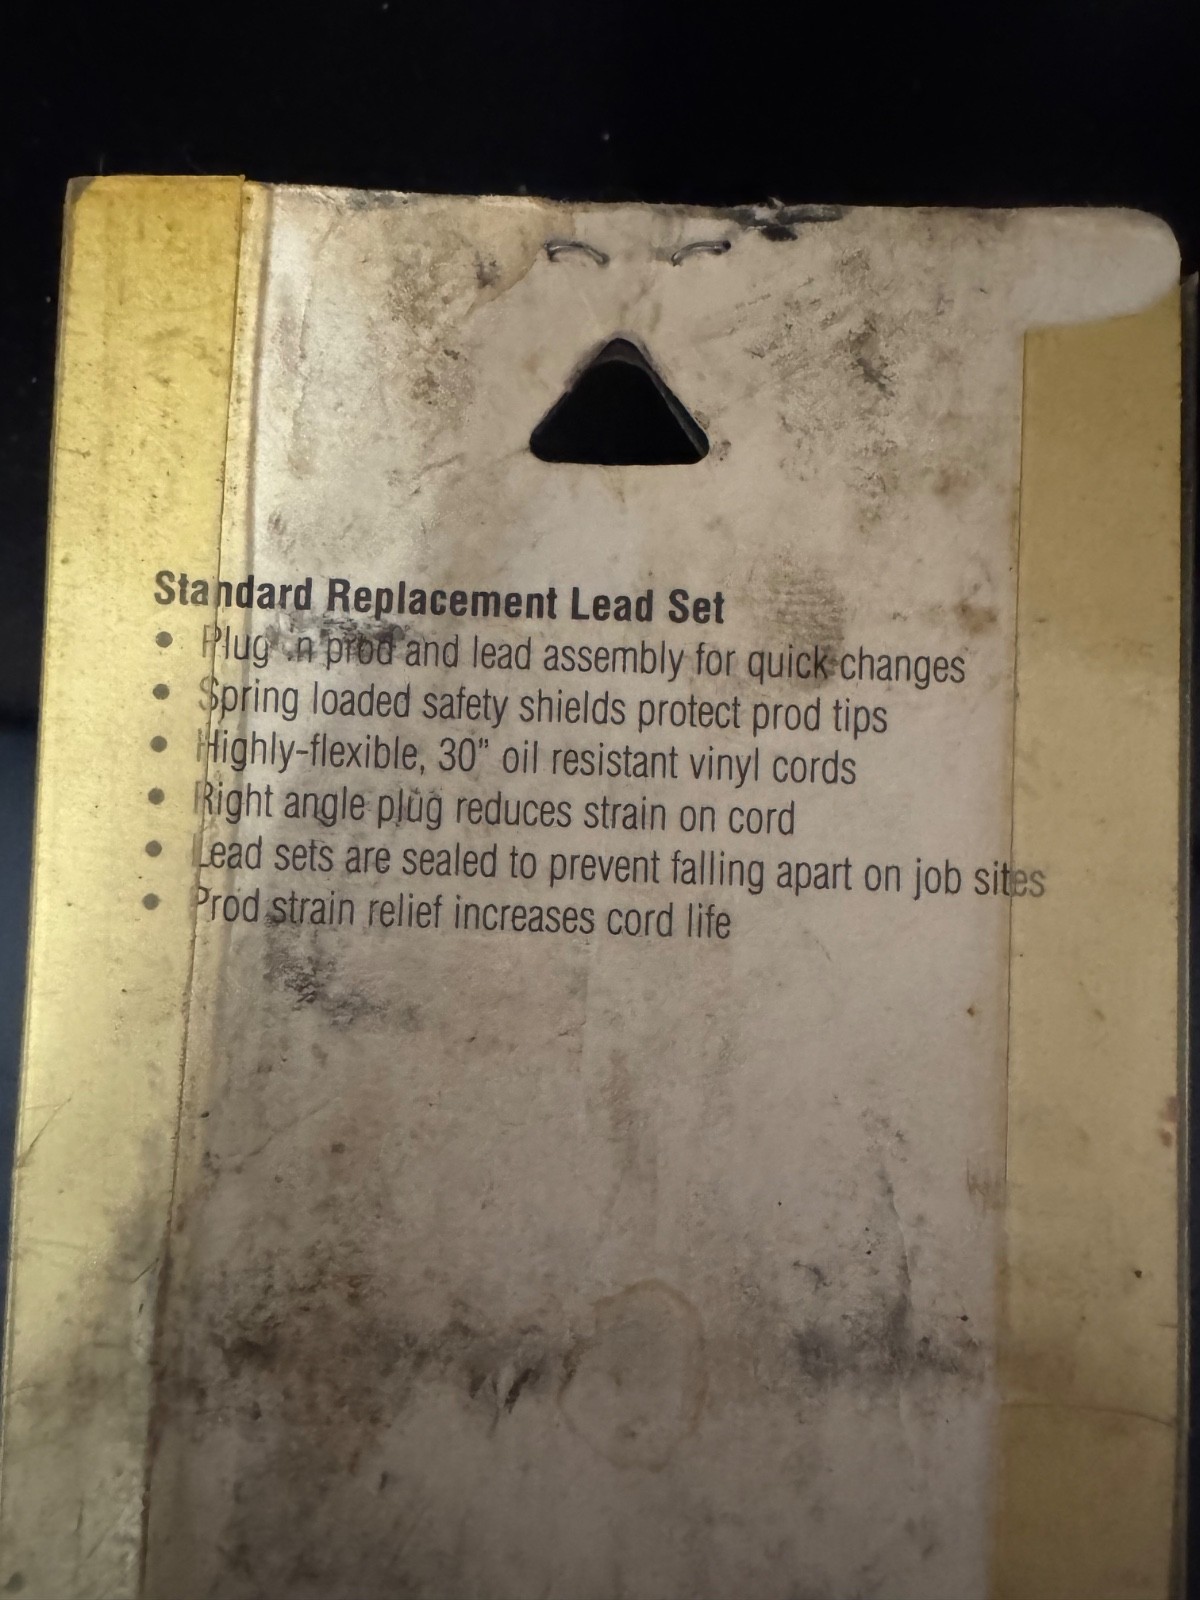 Standard Replacement Lead Set
• Plug 'n prod and lead assembly for quick changes
• Spring loaded safety shields protect prod tips
• Highly-flexible, 30" oil resistant vinyl cords
• Right angle plug reduces strain on cord
• Lead sets are sealed to prevent falling apart on job sites
• Prod strain relief increases cord life